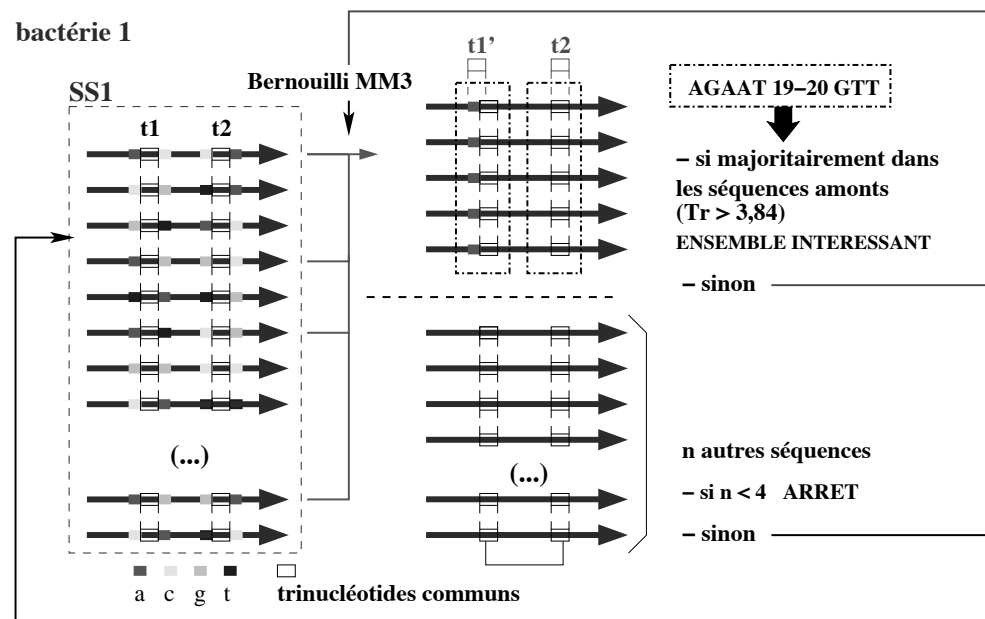 bactérie 1
SS1
t1 t2
(...)
a c g t
trinucléotides communs
Bernouilli MM3
t1’ t2
(...)
AGAAT 19–20 GTT
– si majoritairement dans
les séquences amonts
(Tr > 3,84)
ENSEMBLE INTERESSANT
– sinon
n autres séquences
– si n < 4 ARRET
– sinon